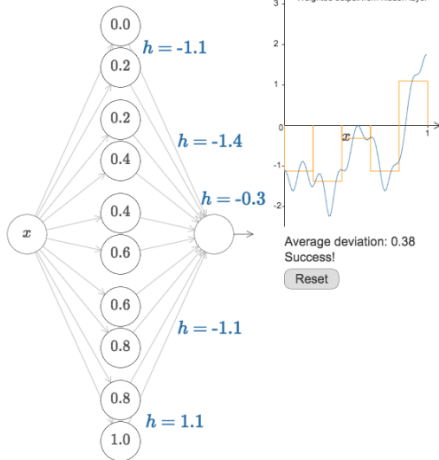 0.0
h = -1.1
0.2
0.2
h = -1.4
0.4
h = -0.3
0.4
x
0.6
0.6
h = -1.1
0.8
0.8
h = 1.1
1.0
3
2
1
0
x
1
-1
-2
Average deviation: 0.38
Success!
Reset